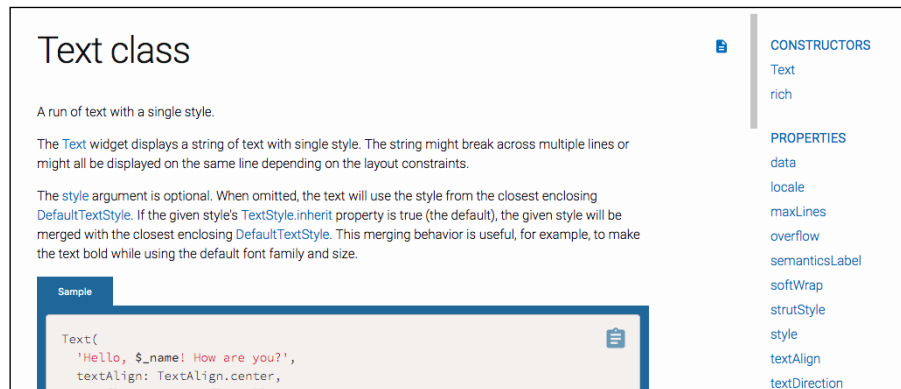 Text class
A run of text with a single style.
The Text widget displays a string of text with single style. The string might break across multiple lines or
might all be displayed on the same line depending on the layout constraints.
The style argument is optional. When omitted, the text will use the style from the closest enclosing
DefaultTextStyle. If the given style's TextStyle.inherit property is true (the default), the given style will be
merged with the closest enclosing DefaultTextStyle. This merging behavior is useful, for example, to make
the text bold while using the default font family and size.
Sample
Text(
'Hello, $_name! How are you?',
textAlign: TextAlign.center,
CONSTRUCTORS
Text
rich
PROPERTIES
data
locale
maxLines
overflow
semanticsLabel
softWrap
strutStyle
style
textAlign
textDirection